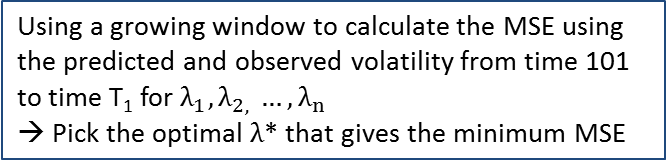 Using a growing window to calculate the MSE using
the predicted and observed volatility from time 101
to time T₁ for λ₁,λ₂, …,λₙ
→ Pick the optimal λ* that gives the minimum MSE